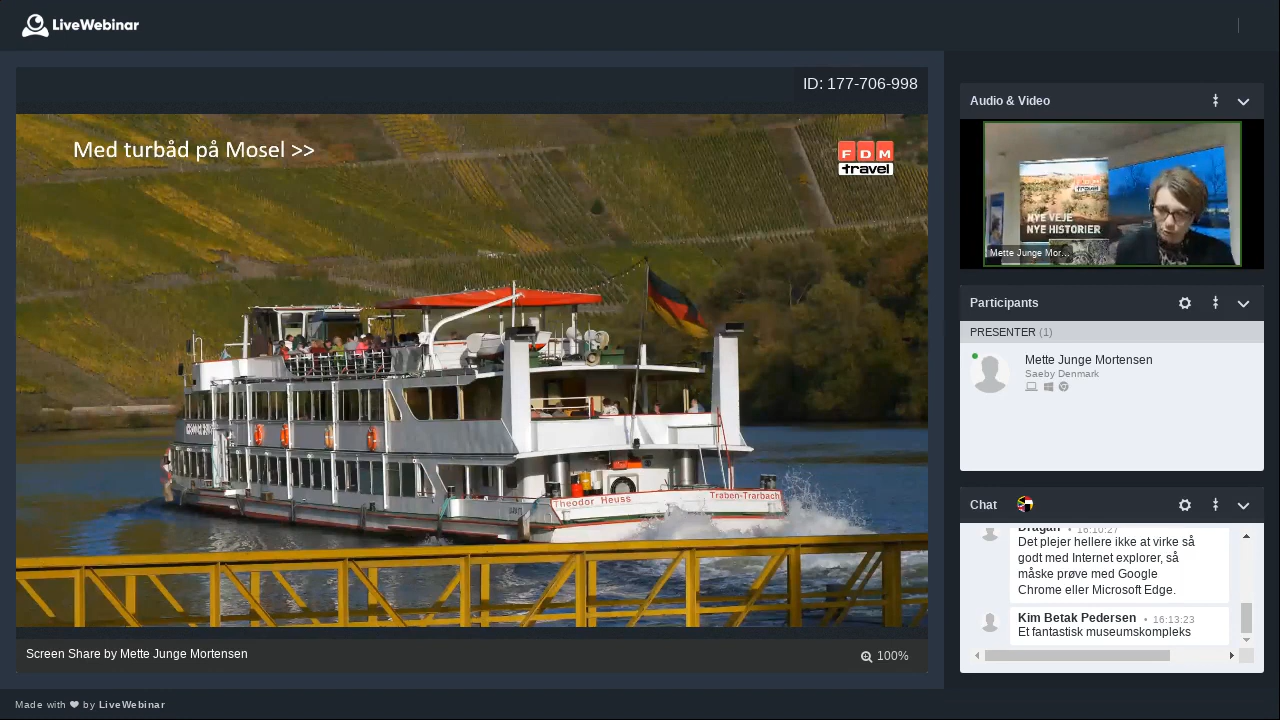 LiveWebinar
ID: 177-706-998
Med turbåd på Mosel >>
FDM
travel
Theodor Heuss
Traben-Trarbach
Screen Share by Mette Junge Mortensen
100%
Audio & Video
travel
NYE VEJE
NYE HISTORIER
Mette Junge Mor...
Participants
PRESENTER (1)
Mette Junge Mortensen
Saeby Denmark
Chat
Dragan • 16:10:27
Det plejer hellere ikke at virke så
godt med Internet explorer, så
måske prøve med Google
Chrome eller Microsoft Edge.
Kim Betak Pedersen • 16:13:23
Et fantastisk museumskompleks
Made with ❤ by LiveWebinar